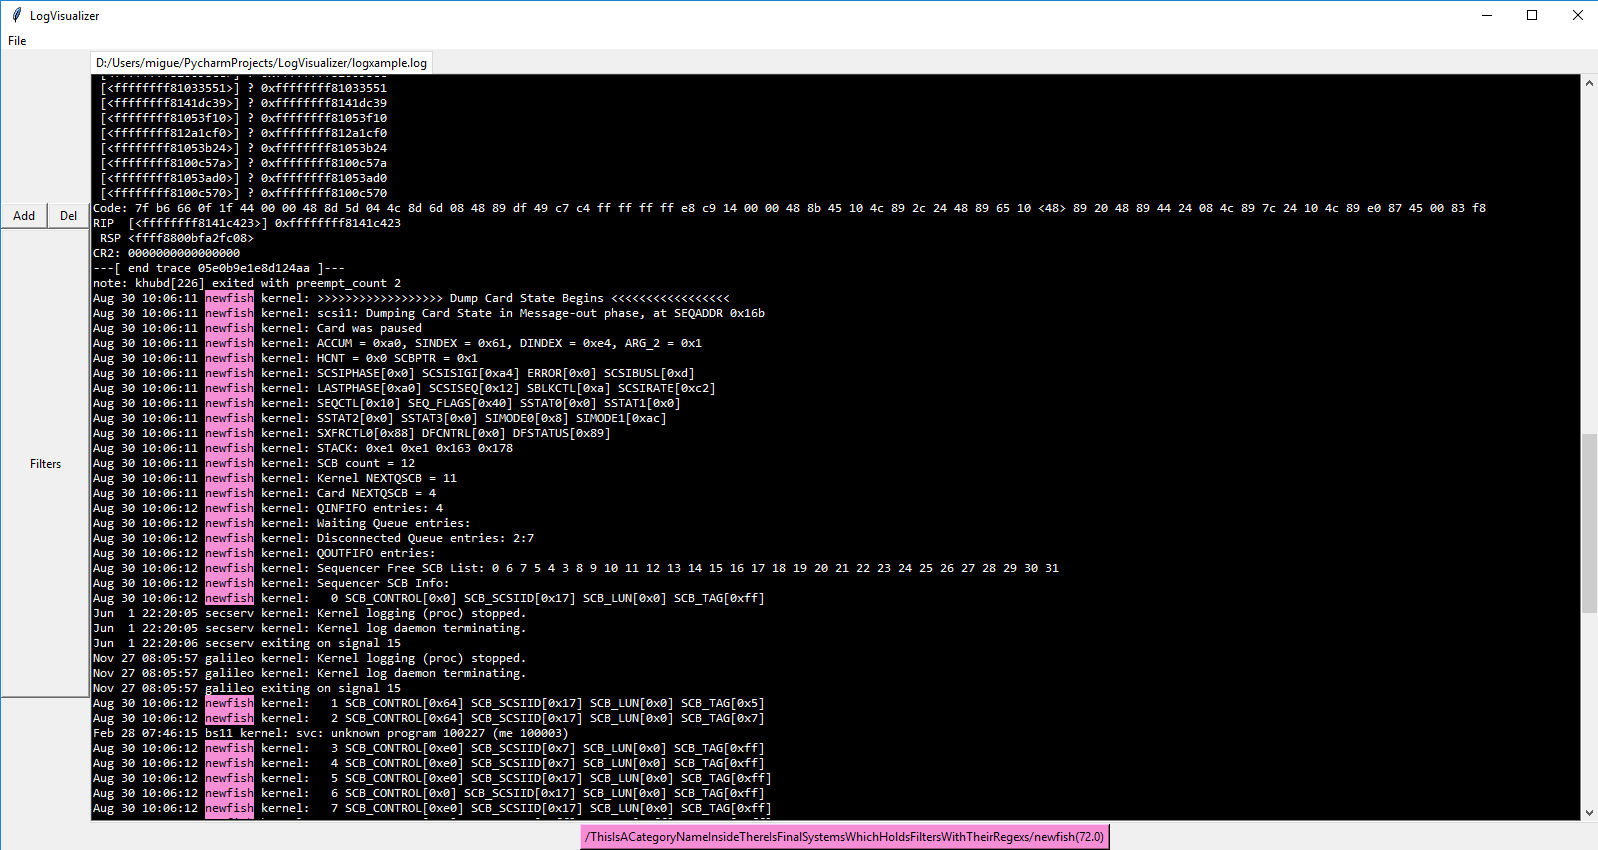 LogVisualizer
File
D:/Users/migue/PycharmProjects/LogVisualizer/logxample.log
[<ffffffff81033551>] ? 0xffffffff81033551
[<ffffffff8141dc39>] ? 0xffffffff8141dc39
[<ffffffff81053f10>] ? 0xffffffff81053f10
[<ffffffff812a1cf0>] ? 0xffffffff812a1cf0
[<ffffffff81053b24>] ? 0xffffffff81053b24
[<ffffffff8100c57a>] ? 0xffffffff8100c57a
[<ffffffff81053ad0>] ? 0xffffffff81053ad0
[<ffffffff8100c570>] ? 0xffffffff8100c570
Add Del
Code: 7f b6 66 0f 1f 44 00 00 48 8d 5d 04 4c 8d 6d 08 48 89 df 49 c7 c4 ff ff ff ff e8 c9 14 00 00 48 8b 45 10 4c 89 2c 24 48 89 65 10 <48> 89 20 48 89 44 24 08 4c 89 7c 24 10 4c 89 e0 87 45 00 83 f8
RIP  [<ffffffff8141c423>] 0xffffffff8141c423
RSP <ffff8800bfa2fc08>
CR2: 0000000000000000
---[ end trace 05e0b9e1e8d124aa ]---
note: khubd[226] exited with preempt_count 2
Aug 30 10:06:11 newfish kernel: >>>>>>>>>>>>>>>>>> Dump Card State Begins <<<<<<<<<<<<<<<<<
Aug 30 10:06:11 newfish kernel: scsi1: Dumping Card State in Message-out phase, at SEQADDR 0x16b
Aug 30 10:06:11 newfish kernel: Card was paused
Aug 30 10:06:11 newfish kernel: ACCUM = 0xa0, SINDEX = 0x61, DINDEX = 0xe4, ARG_2 = 0x1
Aug 30 10:06:11 newfish kernel: HCNT = 0x0 SCBPTR = 0x1
Aug 30 10:06:11 newfish kernel: SCSIPHASE[0x0] SCSISIGI[0xa4] ERROR[0x0] SCSIBUSL[0xd]
Aug 30 10:06:11 newfish kernel: LASTPHASE[0xa0] SCSISEQ[0x12] SBLKCTL[0xa] SCSIRATE[0xc2]
Aug 30 10:06:11 newfish kernel: SEQCTL[0x10] SEQ_FLAGS[0x40] SSTAT0[0x0] SSTAT1[0x0]
Aug 30 10:06:11 newfish kernel: SSTAT2[0x0] SSTAT3[0x0] SIMODE0[0x8] SIMODE1[0xac]
Aug 30 10:06:11 newfish kernel: SXFRCTL0[0x88] DFCNTRL[0x0] DFSTATUS[0x89]
Aug 30 10:06:11 newfish kernel: STACK: 0xe1 0xe1 0x163 0x178
Aug 30 10:06:11 newfish kernel: SCB count = 12
Filters
Aug 30 10:06:11 newfish kernel: Kernel NEXTQSCB = 11
Aug 30 10:06:11 newfish kernel: Card NEXTQSCB = 4
Aug 30 10:06:12 newfish kernel: QINFIFO entries: 4
Aug 30 10:06:12 newfish kernel: Waiting Queue entries:
Aug 30 10:06:12 newfish kernel: Disconnected Queue entries: 2:7
Aug 30 10:06:12 newfish kernel: QOUTFIFO entries:
Aug 30 10:06:12 newfish kernel: Sequencer Free SCB List: 0 6 7 5 4 3 8 9 10 11 12 13 14 15 16 17 18 19 20 21 22 23 24 25 26 27 28 29 30 31
Aug 30 10:06:12 newfish kernel: Sequencer SCB Info:
Aug 30 10:06:12 newfish kernel:   0 SCB_CONTROL[0x0] SCB_SCSIID[0x17] SCB_LUN[0x0] SCB_TAG[0xff]
Jun  1 22:20:05 secserv kernel: Kernel logging (proc) stopped.
Jun  1 22:20:05 secserv kernel: Kernel log daemon terminating.
Jun  1 22:20:06 secserv exiting on signal 15
Nov 27 08:05:57 galileo kernel: Kernel logging (proc) stopped.
Nov 27 08:05:57 galileo kernel: Kernel log daemon terminating.
Nov 27 08:05:57 galileo exiting on signal 15
Aug 30 10:06:12 newfish kernel:   1 SCB_CONTROL[0x64] SCB_SCSIID[0x17] SCB_LUN[0x0] SCB_TAG[0x5]
Aug 30 10:06:12 newfish kernel:   2 SCB_CONTROL[0x64] SCB_SCSIID[0x17] SCB_LUN[0x0] SCB_TAG[0x7]
Feb 28 07:46:15 bs11 kernel: svc: unknown program 100227 (me 100003)
Aug 30 10:06:12 newfish kernel:   3 SCB_CONTROL[0xe0] SCB_SCSIID[0x7] SCB_LUN[0x0] SCB_TAG[0xff]
Aug 30 10:06:12 newfish kernel:   4 SCB_CONTROL[0xe0] SCB_SCSIID[0x7] SCB_LUN[0x0] SCB_TAG[0xff]
Aug 30 10:06:12 newfish kernel:   5 SCB_CONTROL[0xe0] SCB_SCSIID[0x17] SCB_LUN[0x0] SCB_TAG[0xff]
Aug 30 10:06:12 newfish kernel:   6 SCB_CONTROL[0x0] SCB_SCSIID[0x17] SCB_LUN[0x0] SCB_TAG[0xff]
Aug 30 10:06:12 newfish kernel:   7 SCB_CONTROL[0xe0] SCB_SCSIID[0x17] SCB_LUN[0x0] SCB_TAG[0xff]
/ThisIsACategoryNameInsideThereIsFinalSystemsWhichHoldsFiltersWithTheirRegexs/newfish(72.0)